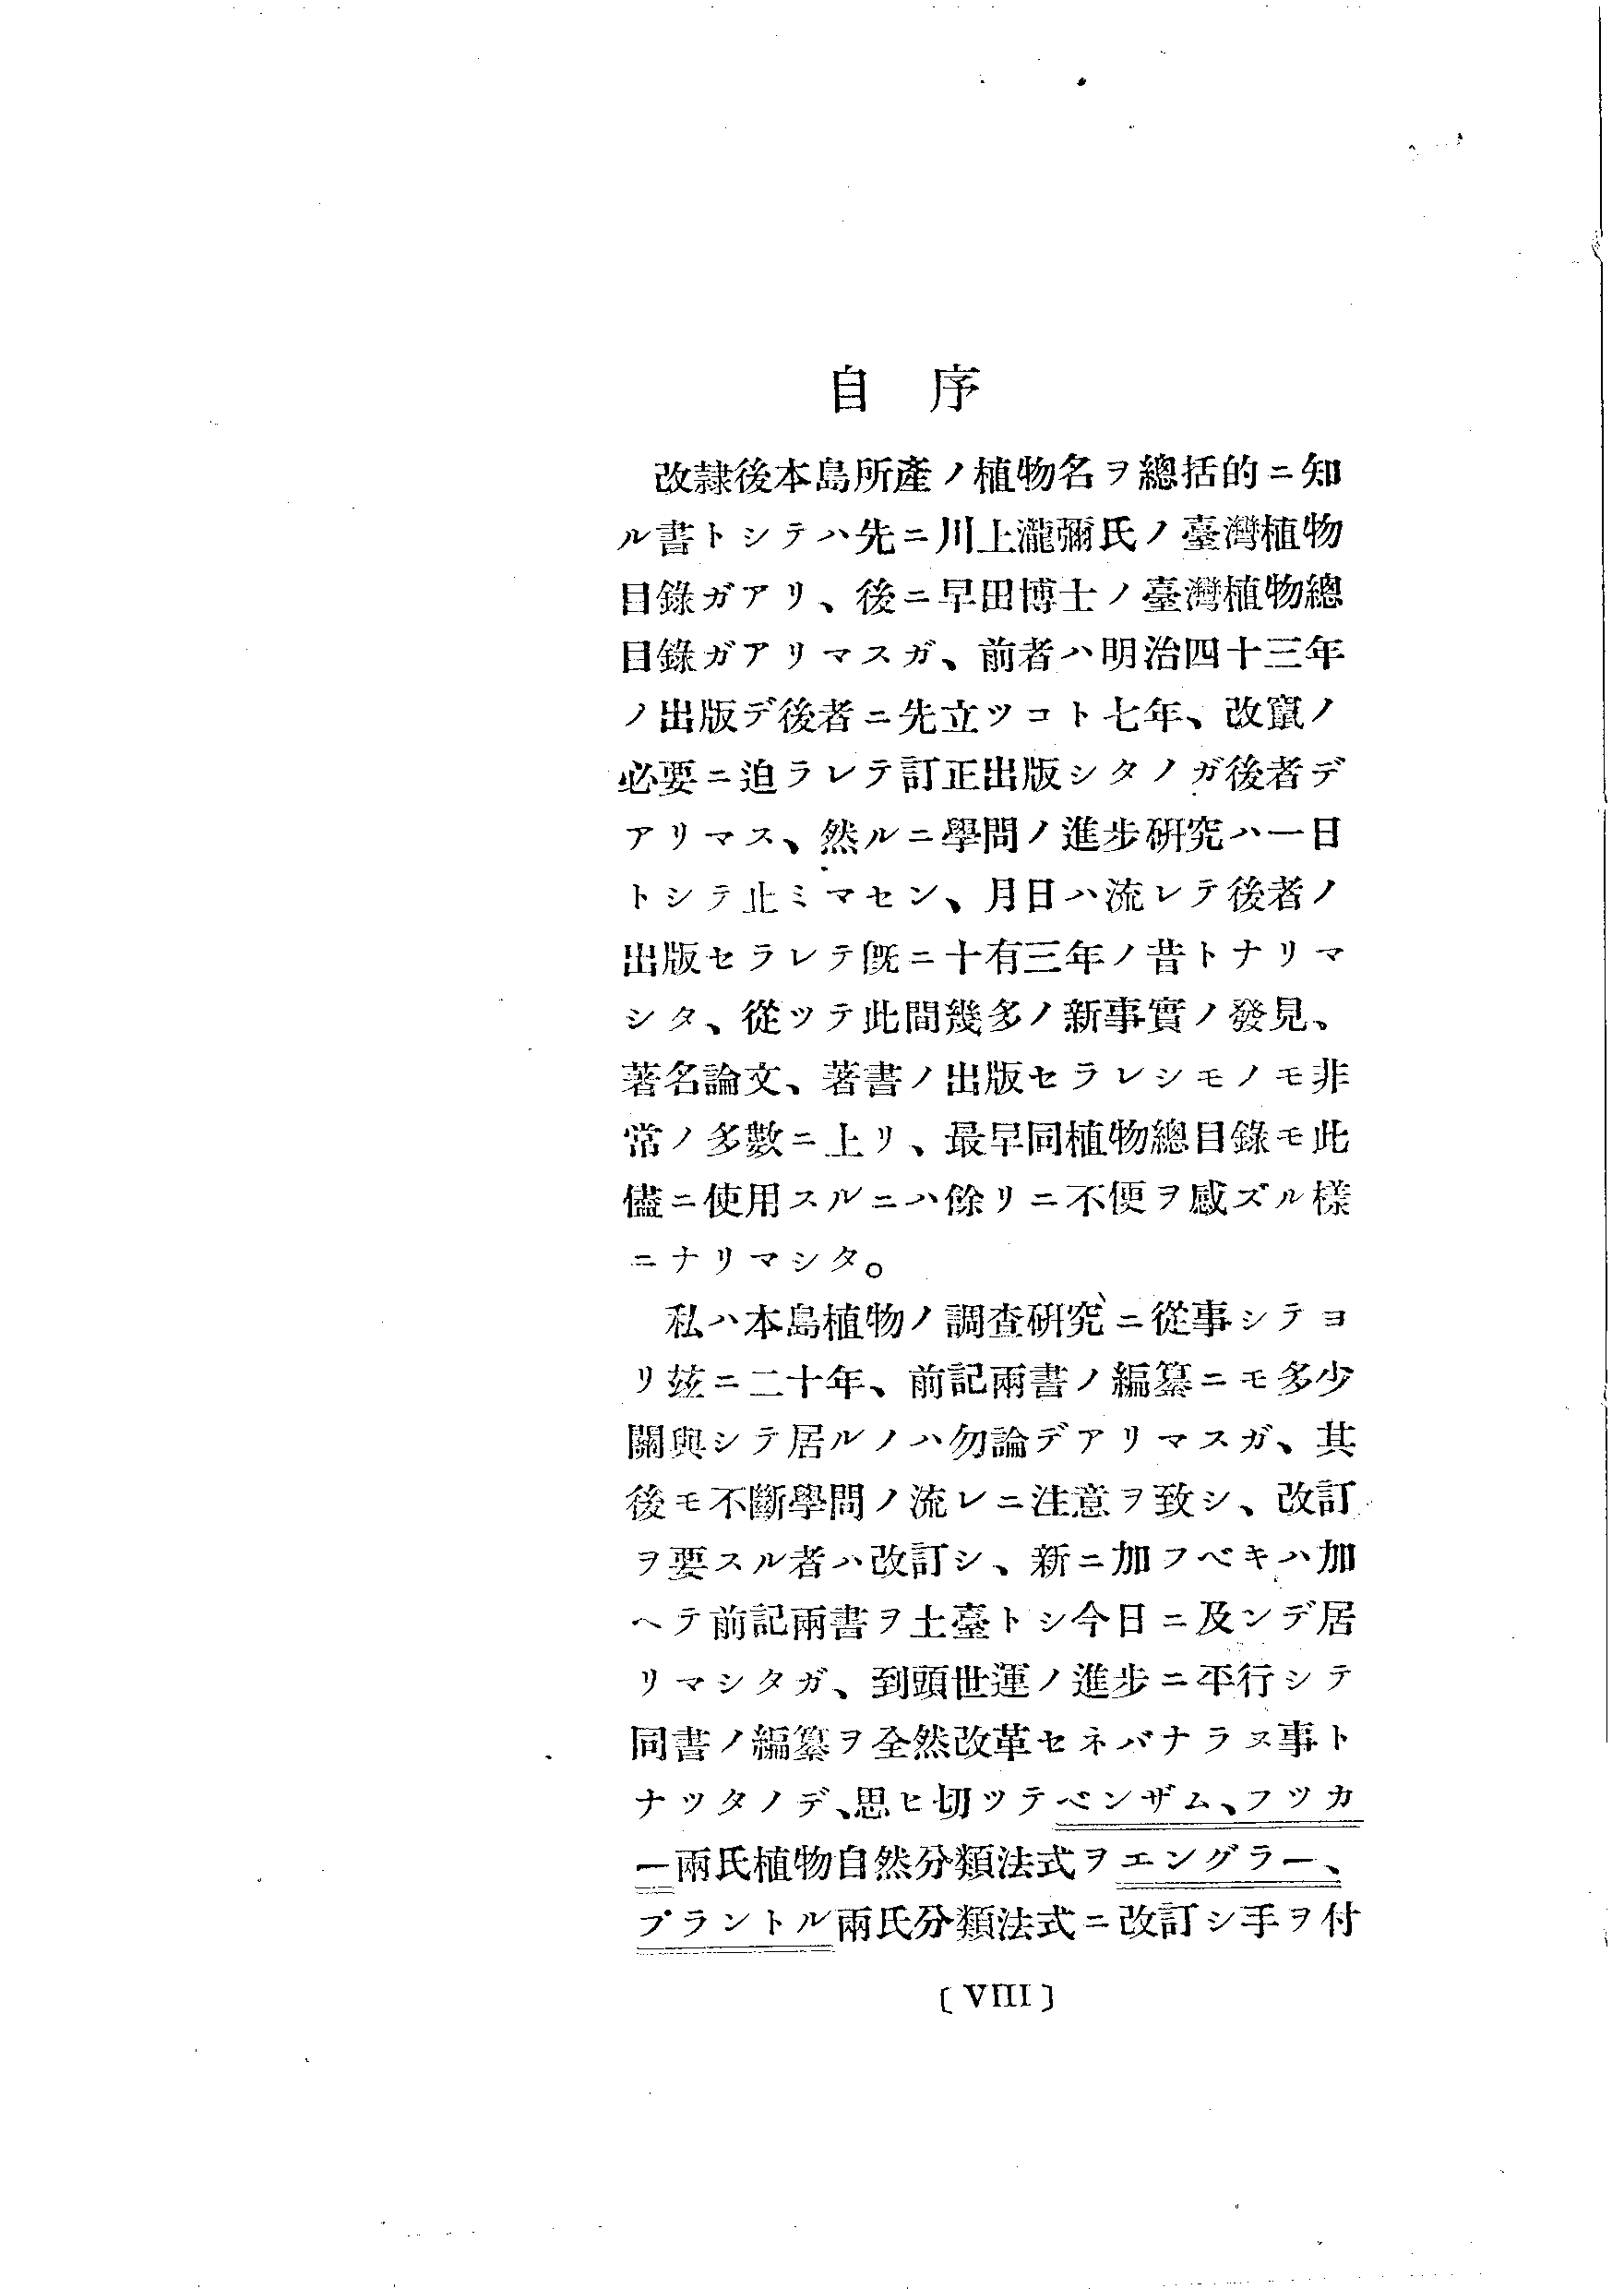 自序
改隸後本島所產ノ植物名ヲ總括的ニ知
ル書トシテハ先ニ川上瀧彌氏ノ臺灣植物
目錄ガアリ、後ニ早田博士ノ臺灣植物總
目錄ガアリマスガ、前者ハ明治四十三年
ノ出版デ後者ニ先立ツコト七年、改竄ノ
必要ニ迫ラレテ訂正出版シタノガ後者デ
アリマス、然ルニ學問ノ進步硏究ハ一日
トシテ止ミマセン、月日ハ流レテ後者ノ
出版セラレテ旣ニ十有三年ノ昔トナリマ
シタ、從ツテ此間幾多ノ新事實ノ發見、
著名論文、著書ノ出版セラレシモノモ非
常ノ多數ニ上リ、最早同植物總目錄モ此
儘ニ使用スルニハ餘リニ不便ヲ感ズル樣
ニナリマシタ。
私ハ本島植物ノ調査硏究ニ從事シテヨ
リ玆ニ二十年、前記兩書ノ編纂ニモ多少
關與シテ居ルノハ勿論デアリマスガ、其
後モ不斷學問ノ流レニ注意ヲ致シ、改訂
ヲ要スル者ハ改訂シ、新ニ加フベキハ加
ヘテ前記兩書ヲ土臺トシ今日ニ及ンデ居
リマシタガ、到頭世運ノ進步ニ平行シテ
同書ノ編纂ヲ全然改革セネバナラヌ事ト
ナツタノデ、思ヒ切ツテベンザム、フツカ
ー兩氏植物自然分類法式ヲエングラー、
プラントル兩氏分類法式ニ改訂シ手ヲ付
〔VIII〕